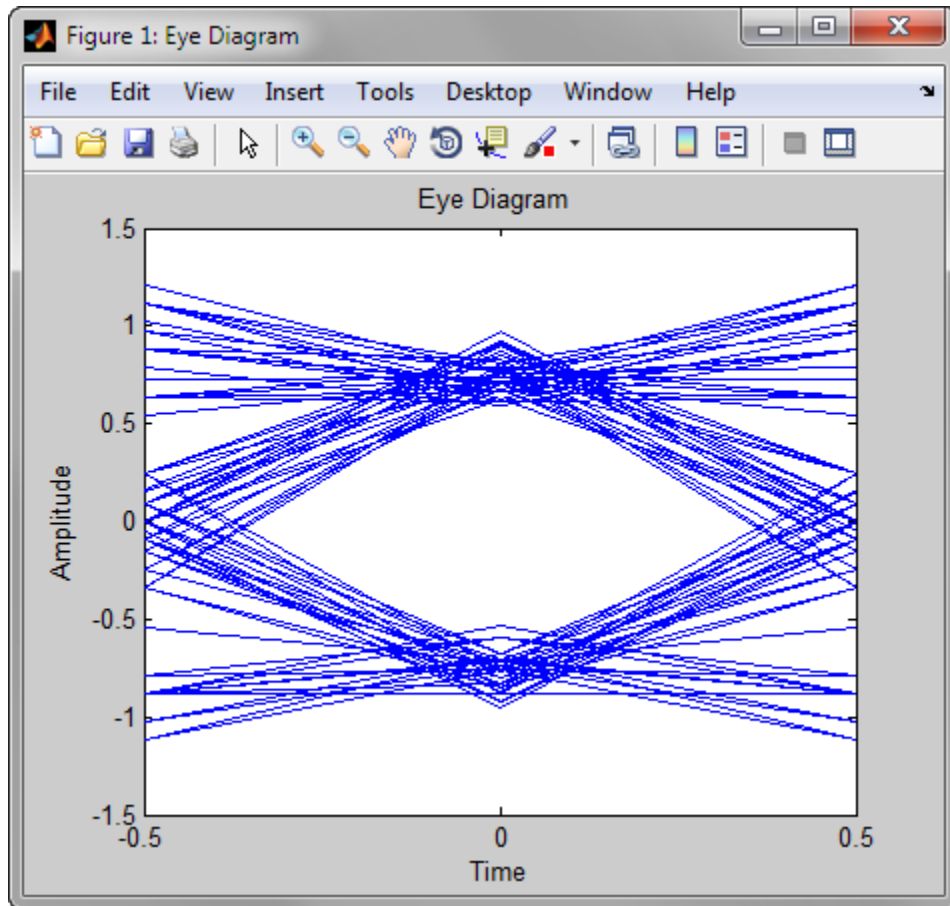 Figure 1: Eye Diagram
File Edit View Insert Tools Desktop Window Help
Eye Diagram
1.5
1
0.5
0
-0.5
-1
-1.5
Amplitude
-0.5 0 0.5
Time